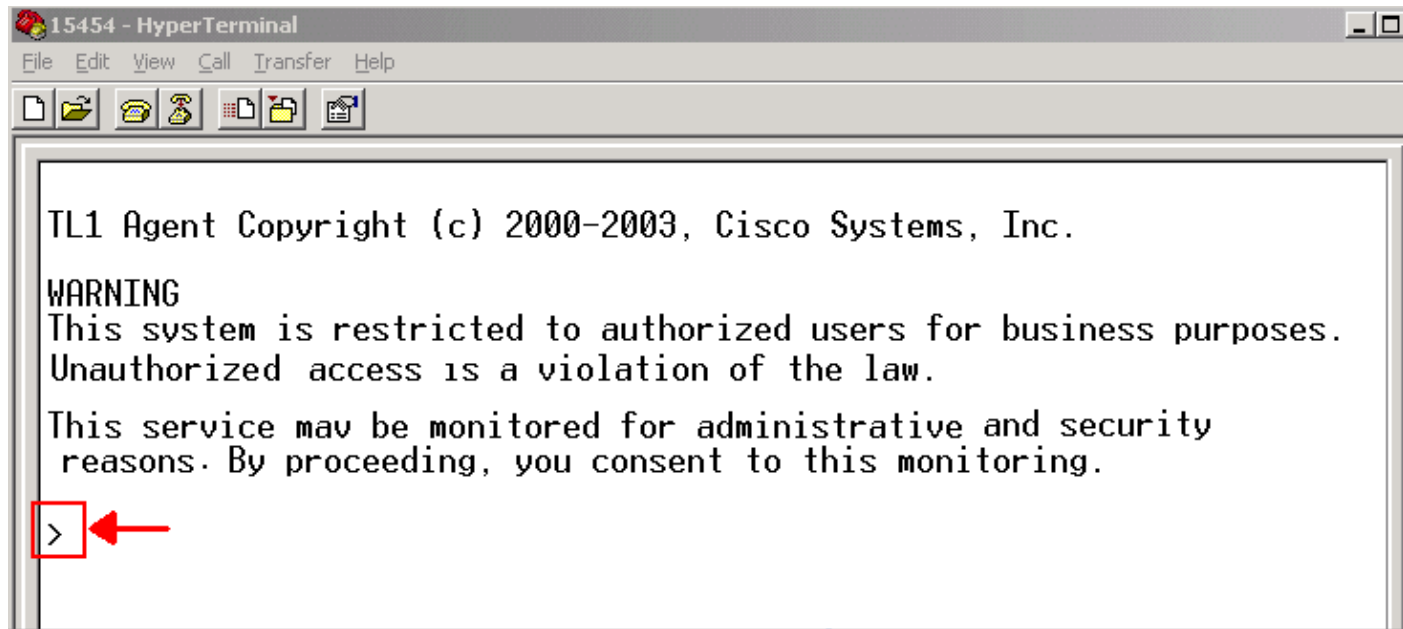 15454 - HyperTerminal
File Edit View Call Transfer Help
TL1 Agent Copyright (c) 2000-2003, Cisco Systems, Inc.
WARNING
This system is restricted to authorized users for business purposes.
Unauthorized access is a violation of the law.
This service may be monitored for administrative and security
reasons. By proceeding, you consent to this monitoring.
>